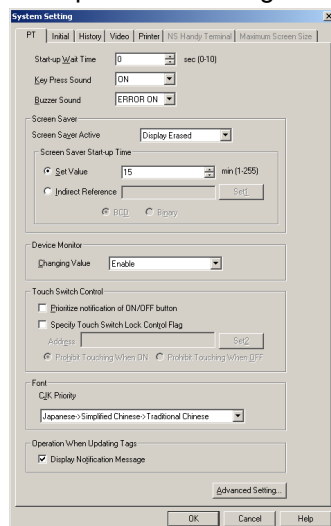 System Setting
PT Initial History Video Printer NS Handy Terminal Maximum Screen Size
Start-up Wait Time 0 sec (0-10)
Key Press Sound ON
Buzzer Sound ERROR ON
Screen Saver
Screen Saver Active Display Erased
Screen Saver Start-up Time
Set Value 15 min (1-255)
Indirect Reference Set1
BCD Binary
Device Monitor
Changing Value Enable
Touch Switch Control
Prioritize notification of ON/OFF button
Specify Touch Switch Lock Control Flag
Address Set2
Prohibit Touching When ON Prohibit Touching When OFF
Font
CJK Priority
Japanese->Simplified Chinese->Traditional Chinese
Operation When Updating Tags
Display Notification Message
Advanced Setting...
OK Cancel Help